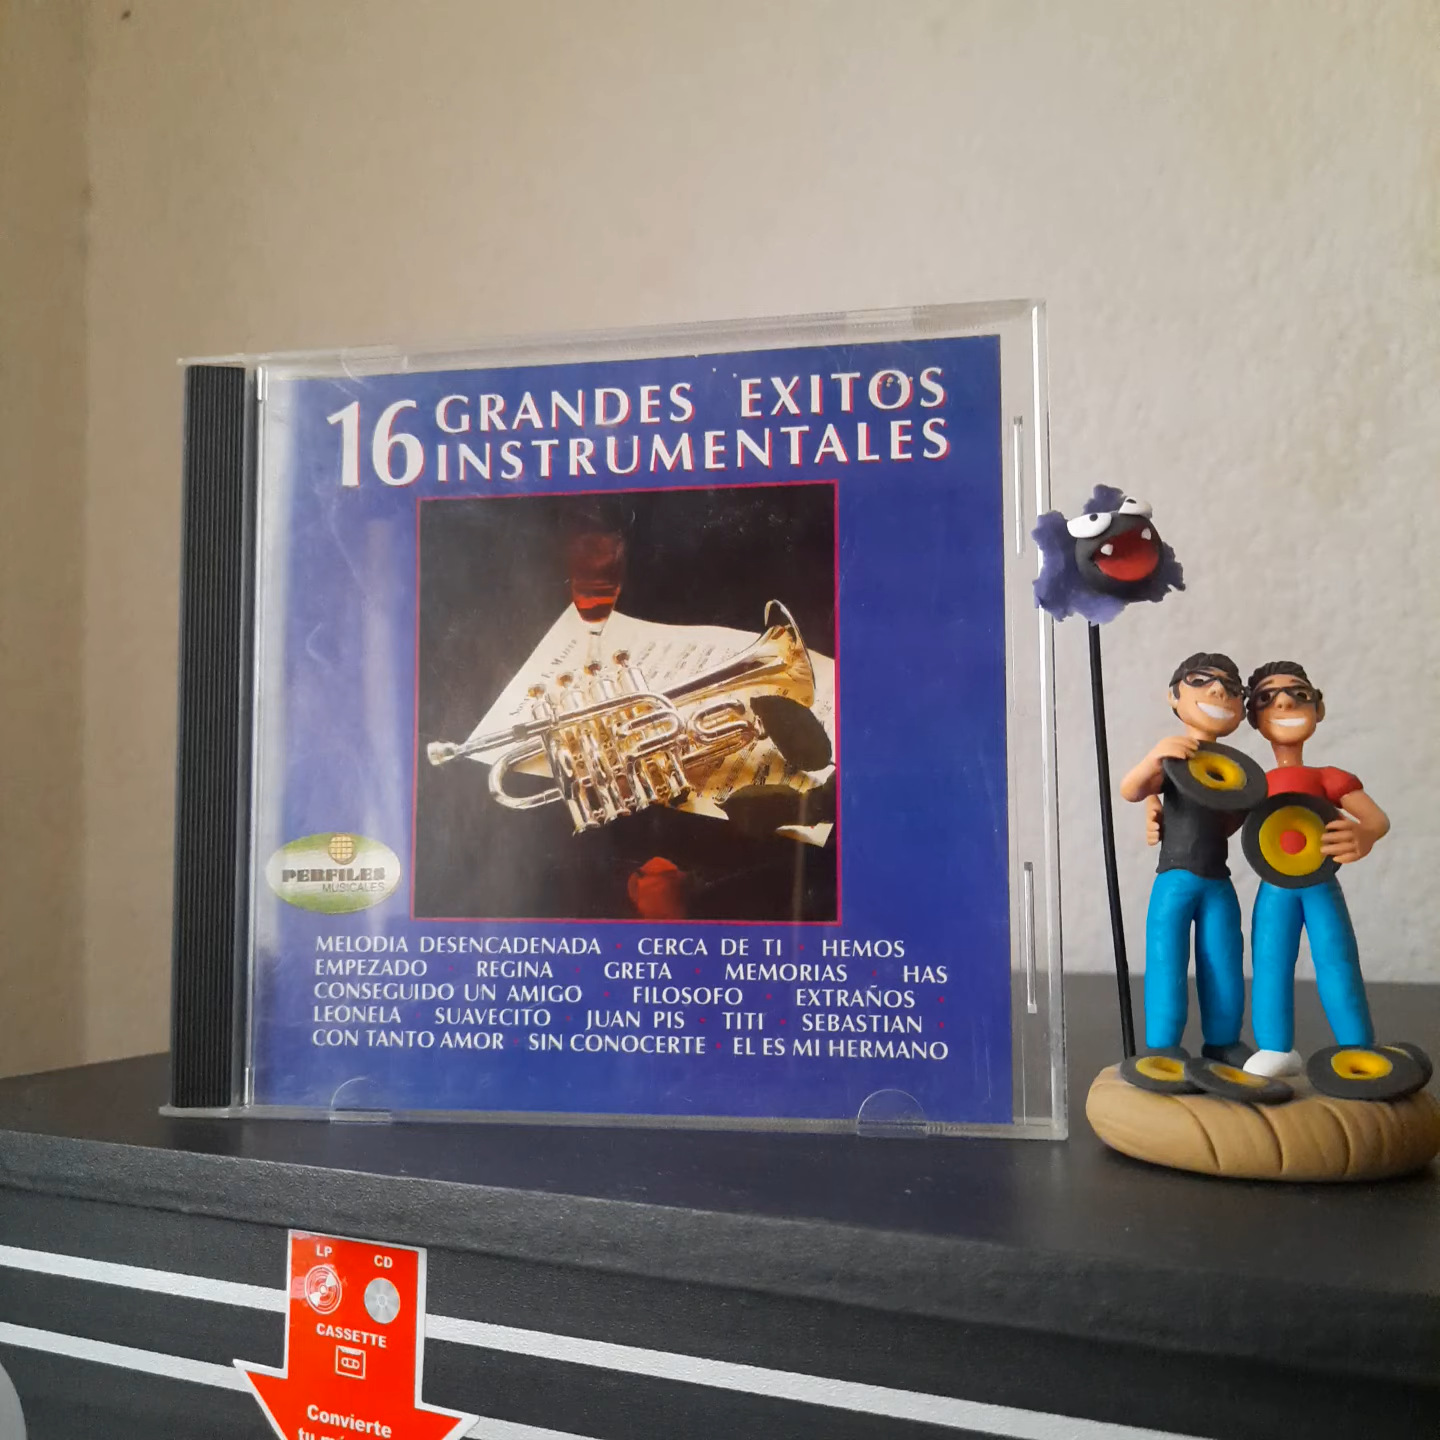 16 GRANDES EXITOS
INSTRUMENTALES
PERFILES
MUSICALES
MELODIA DESENCADENADA · CERCA DE TI · HEMOS
EMPEZADO · REGINA · GRETA · MEMORIAS · HAS
CONSEGUIDO UN AMIGO · FILOSOFO · EXTRAÑOS ·
LEONELA · SUAVECITO · JUAN PIS · TITI · SEBASTIAN ·
CON TANTO AMOR · SIN CONOCERTE · EL ES MI HERMANO
LP CD
CASSETTE
Convierte
tu